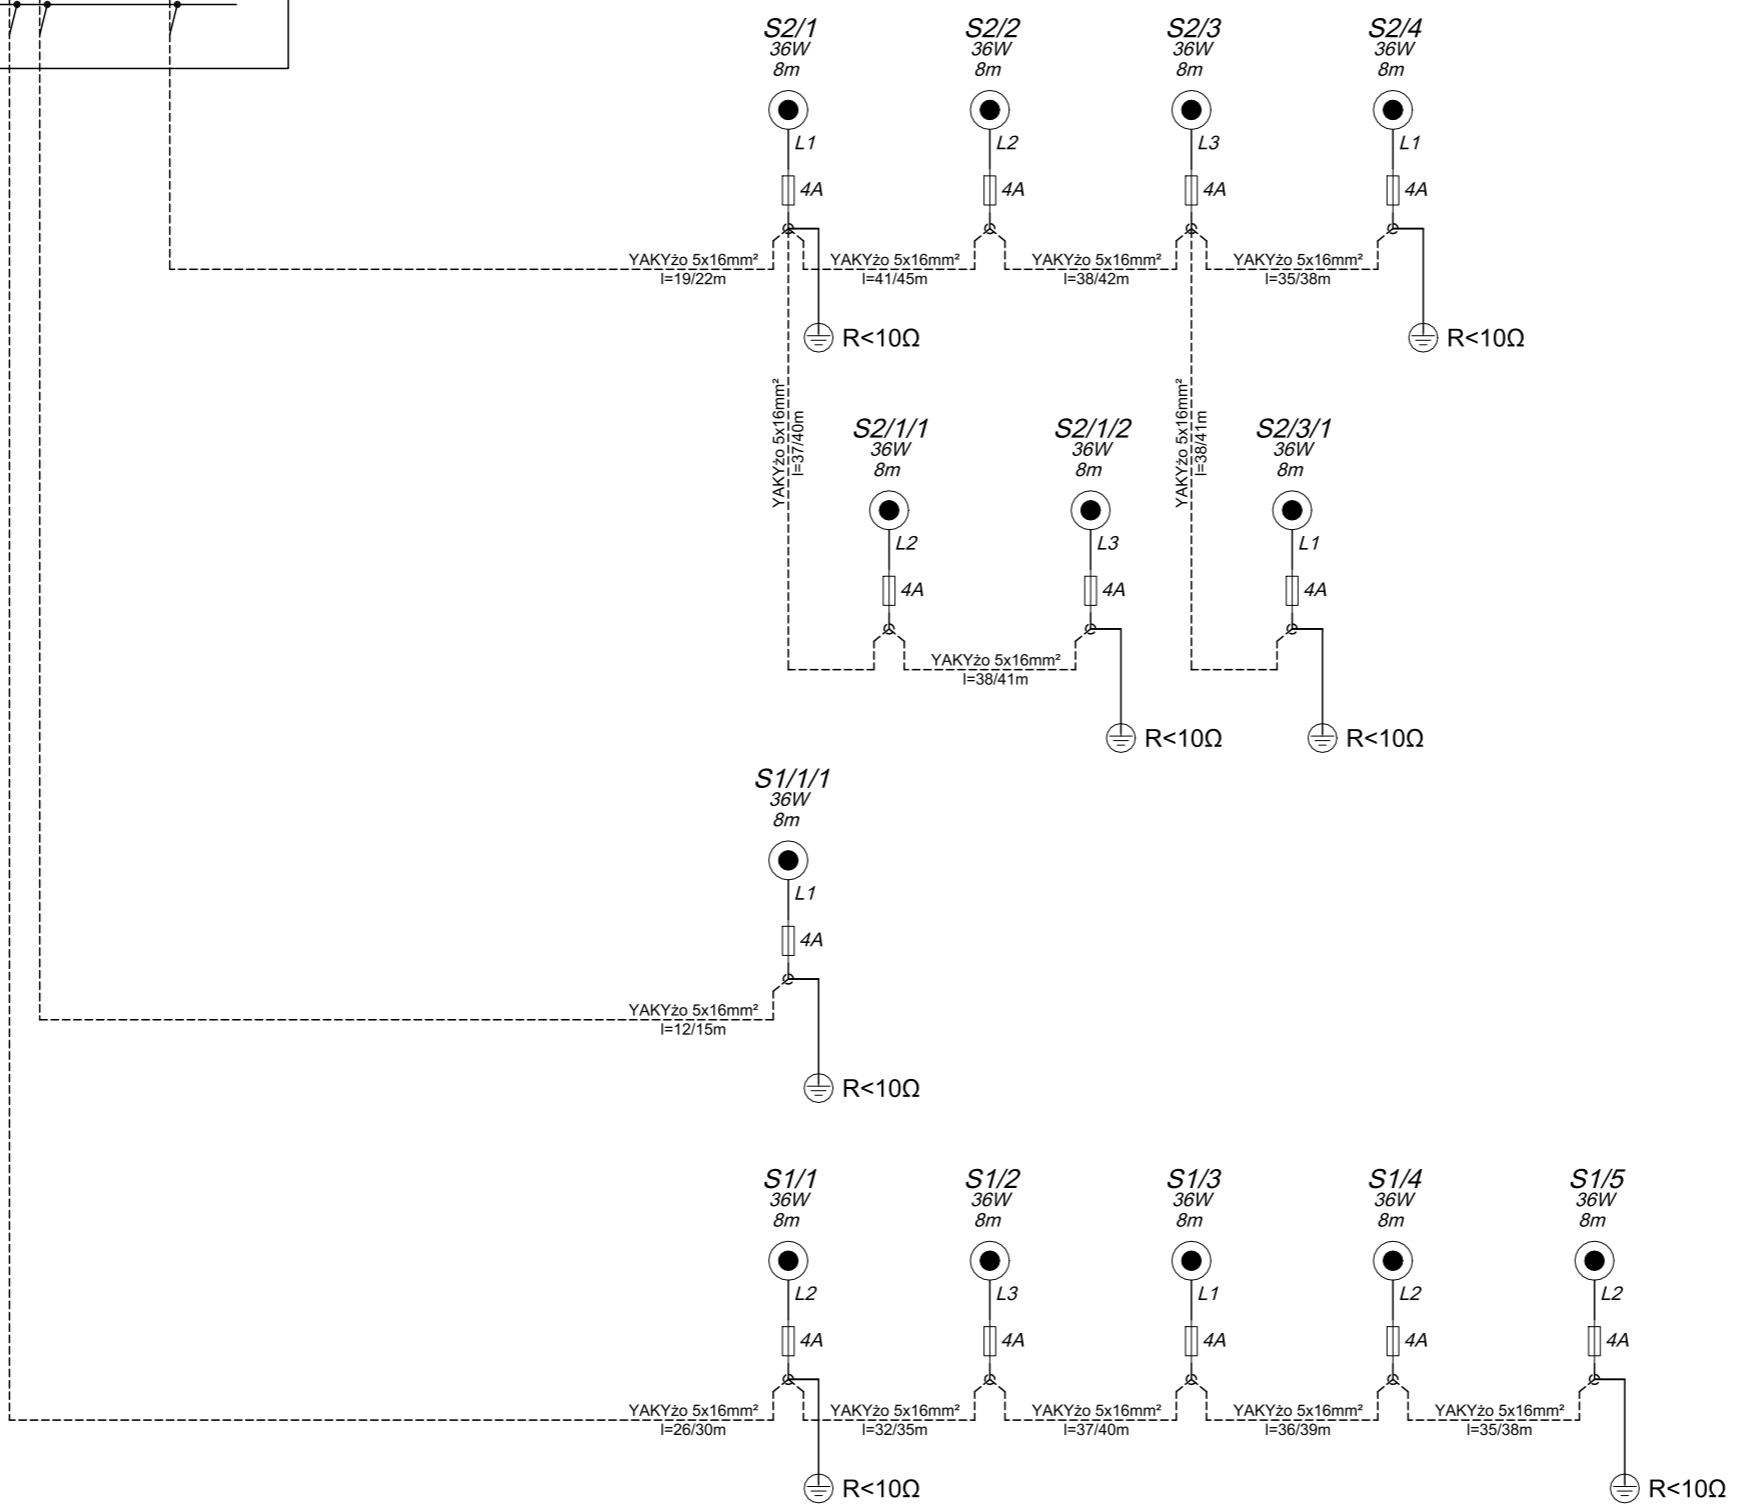 S2/1
36W
8m
L1
4A
S2/2
36W
8m
L2
4A
S2/3
36W
8m
L3
4A
S2/4
36W
8m
L1
4A
YAKYżo 5x16mm²
l=19/22m
YAKYżo 5x16mm²
l=41/45m
YAKYżo 5x16mm²
l=38/42m
YAKYżo 5x16mm²
l=35/38m
R<10Ω
R<10Ω
YAKYżo 5x16mm²
l=37/40m
YAKYżo 5x16mm²
l=38/41m
S2/1/1
36W
8m
L2
4A
S2/1/2
36W
8m
L3
4A
S2/3/1
36W
8m
L1
4A
YAKYżo 5x16mm²
l=38/41m
R<10Ω
R<10Ω
S1/1/1
36W
8m
L1
4A
YAKYżo 5x16mm²
l=12/15m
R<10Ω
S1/1
36W
8m
L2
4A
S1/2
36W
8m
L3
4A
S1/3
36W
8m
L1
4A
S1/4
36W
8m
L2
4A
S1/5
36W
8m
L2
4A
YAKYżo 5x16mm²
l=26/30m
YAKYżo 5x16mm²
l=32/35m
YAKYżo 5x16mm²
l=37/40m
YAKYżo 5x16mm²
l=36/39m
YAKYżo 5x16mm²
l=35/38m
R<10Ω
R<10Ω